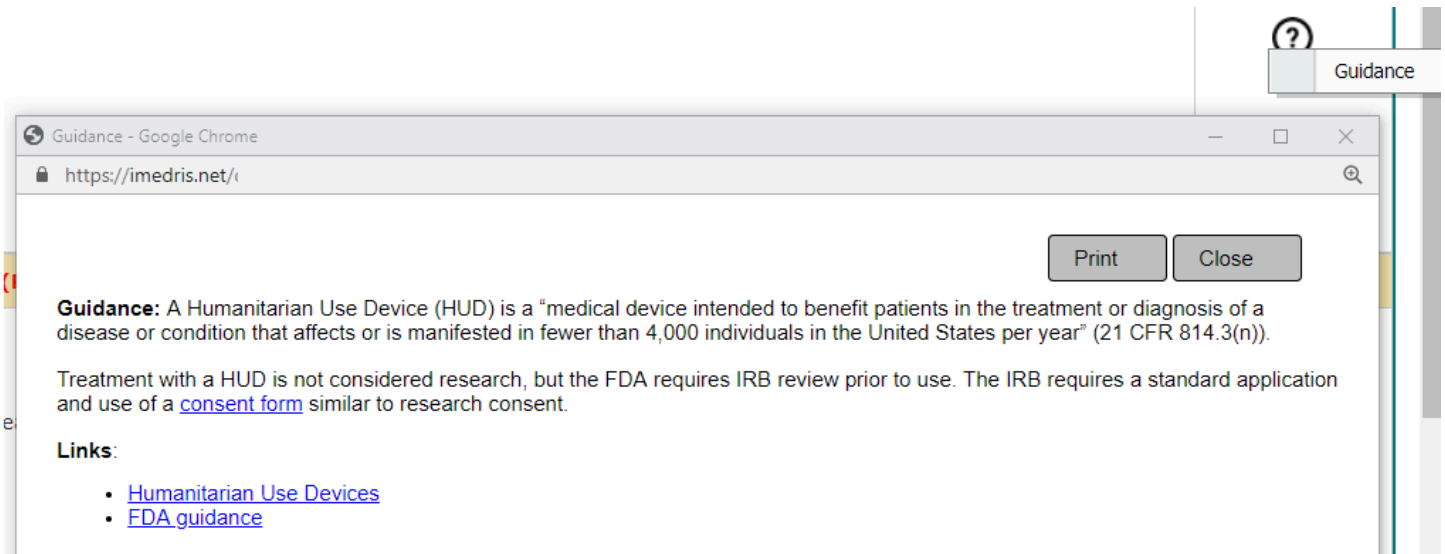 ?
Guidance
Guidance - Google Chrome
https://imedris.net/
Print
Close
Guidance: A Humanitarian Use Device (HUD) is a “medical device intended to benefit patients in the treatment or diagnosis of a
disease or condition that affects or is manifested in fewer than 4,000 individuals in the United States per year” (21 CFR 814.3(n)).
Treatment with a HUD is not considered research, but the FDA requires IRB review prior to use. The IRB requires a standard application
and use of a consent form similar to research consent.
Links:
• Humanitarian Use Devices
• FDA guidance